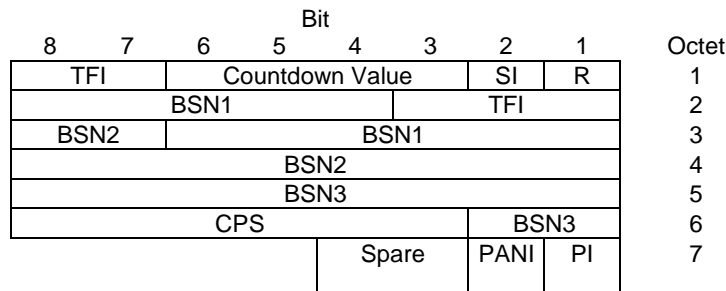 Bit
8 7 6 5 4 3 2 1 Octet
TFI Countdown Value SI R 1
BSN1 TFI 2
BSN2 BSN1 3
BSN2 4
BSN3 5
CPS BSN3 6
Spare PANI PI 7